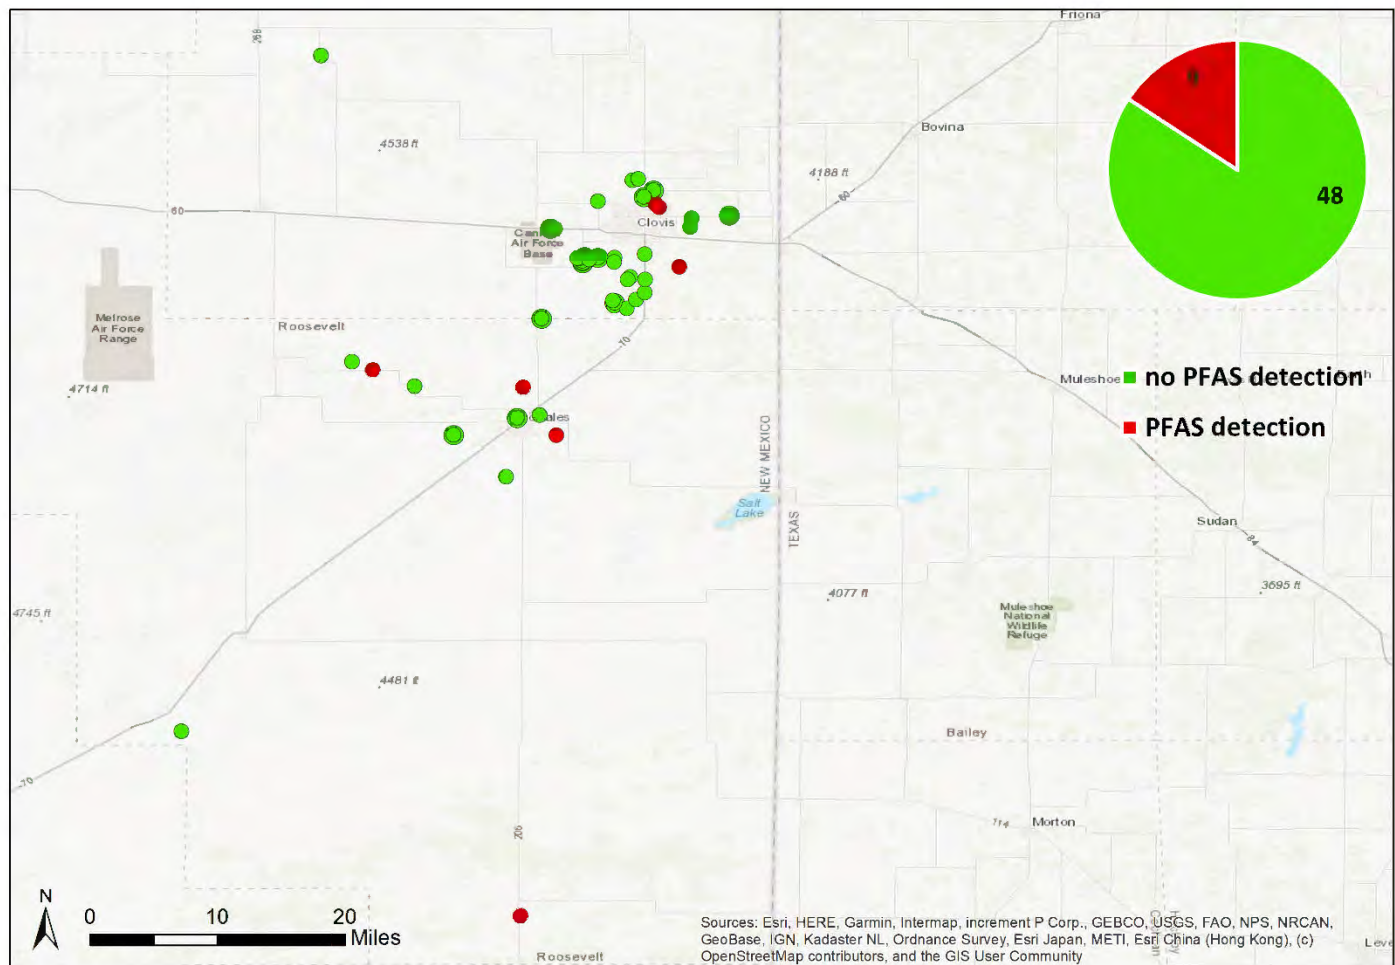 Friona
268
Bovina
4538 ft
4188 ft
60
60
Clovis
Air Force
Base
48
Melrose
Air Force
Range
Roosevelt
70
4714 ft
Muleshoe
no PFAS detection
PFAS detection
NEW MEXICO
TEXAS
Salt
Lake
Sudan
84
4745 ft
4077 ft
3695 ft
Muleshoe
National
Wildlife
Refuge
4481 ft
Bailey
70
206
214
Morton
N
0 10 20
Miles
Roosevelt
Sources: Esri, HERE, Garmin, Intermap, increment P Corp., GEBCO, USGS, FAO, NPS, NRCAN,
GeoBase, IGN, Kadaster NL, Ordnance Survey, Esri Japan, METI, Esri China (Hong Kong), (c)
OpenStreetMap contributors, and the GIS User Community
Leve